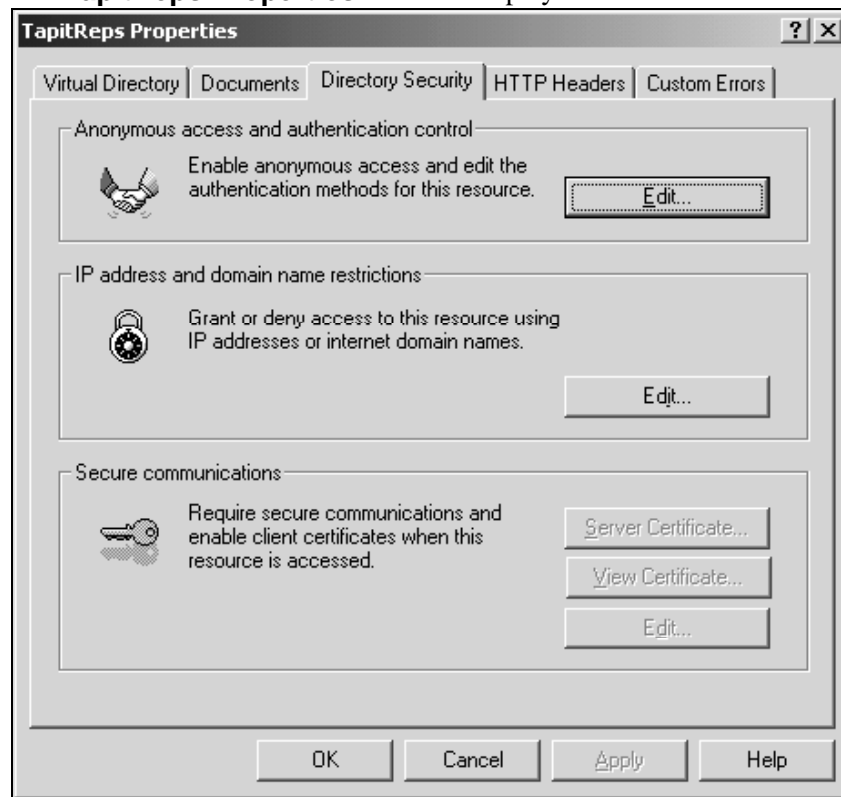 TapitReps Properties
Virtual Directory Documents Directory Security HTTP Headers Custom Errors
Anonymous access and authentication control
Enable anonymous access and edit the
authentication methods for this resource.
Edit...
IP address and domain name restrictions
Grant or deny access to this resource using
IP addresses or internet domain names.
Edit...
Secure communications
Require secure communications and
enable client certificates when this
resource is accessed.
Server Certificate...
View Certificate...
Edit...
OK Cancel Apply Help